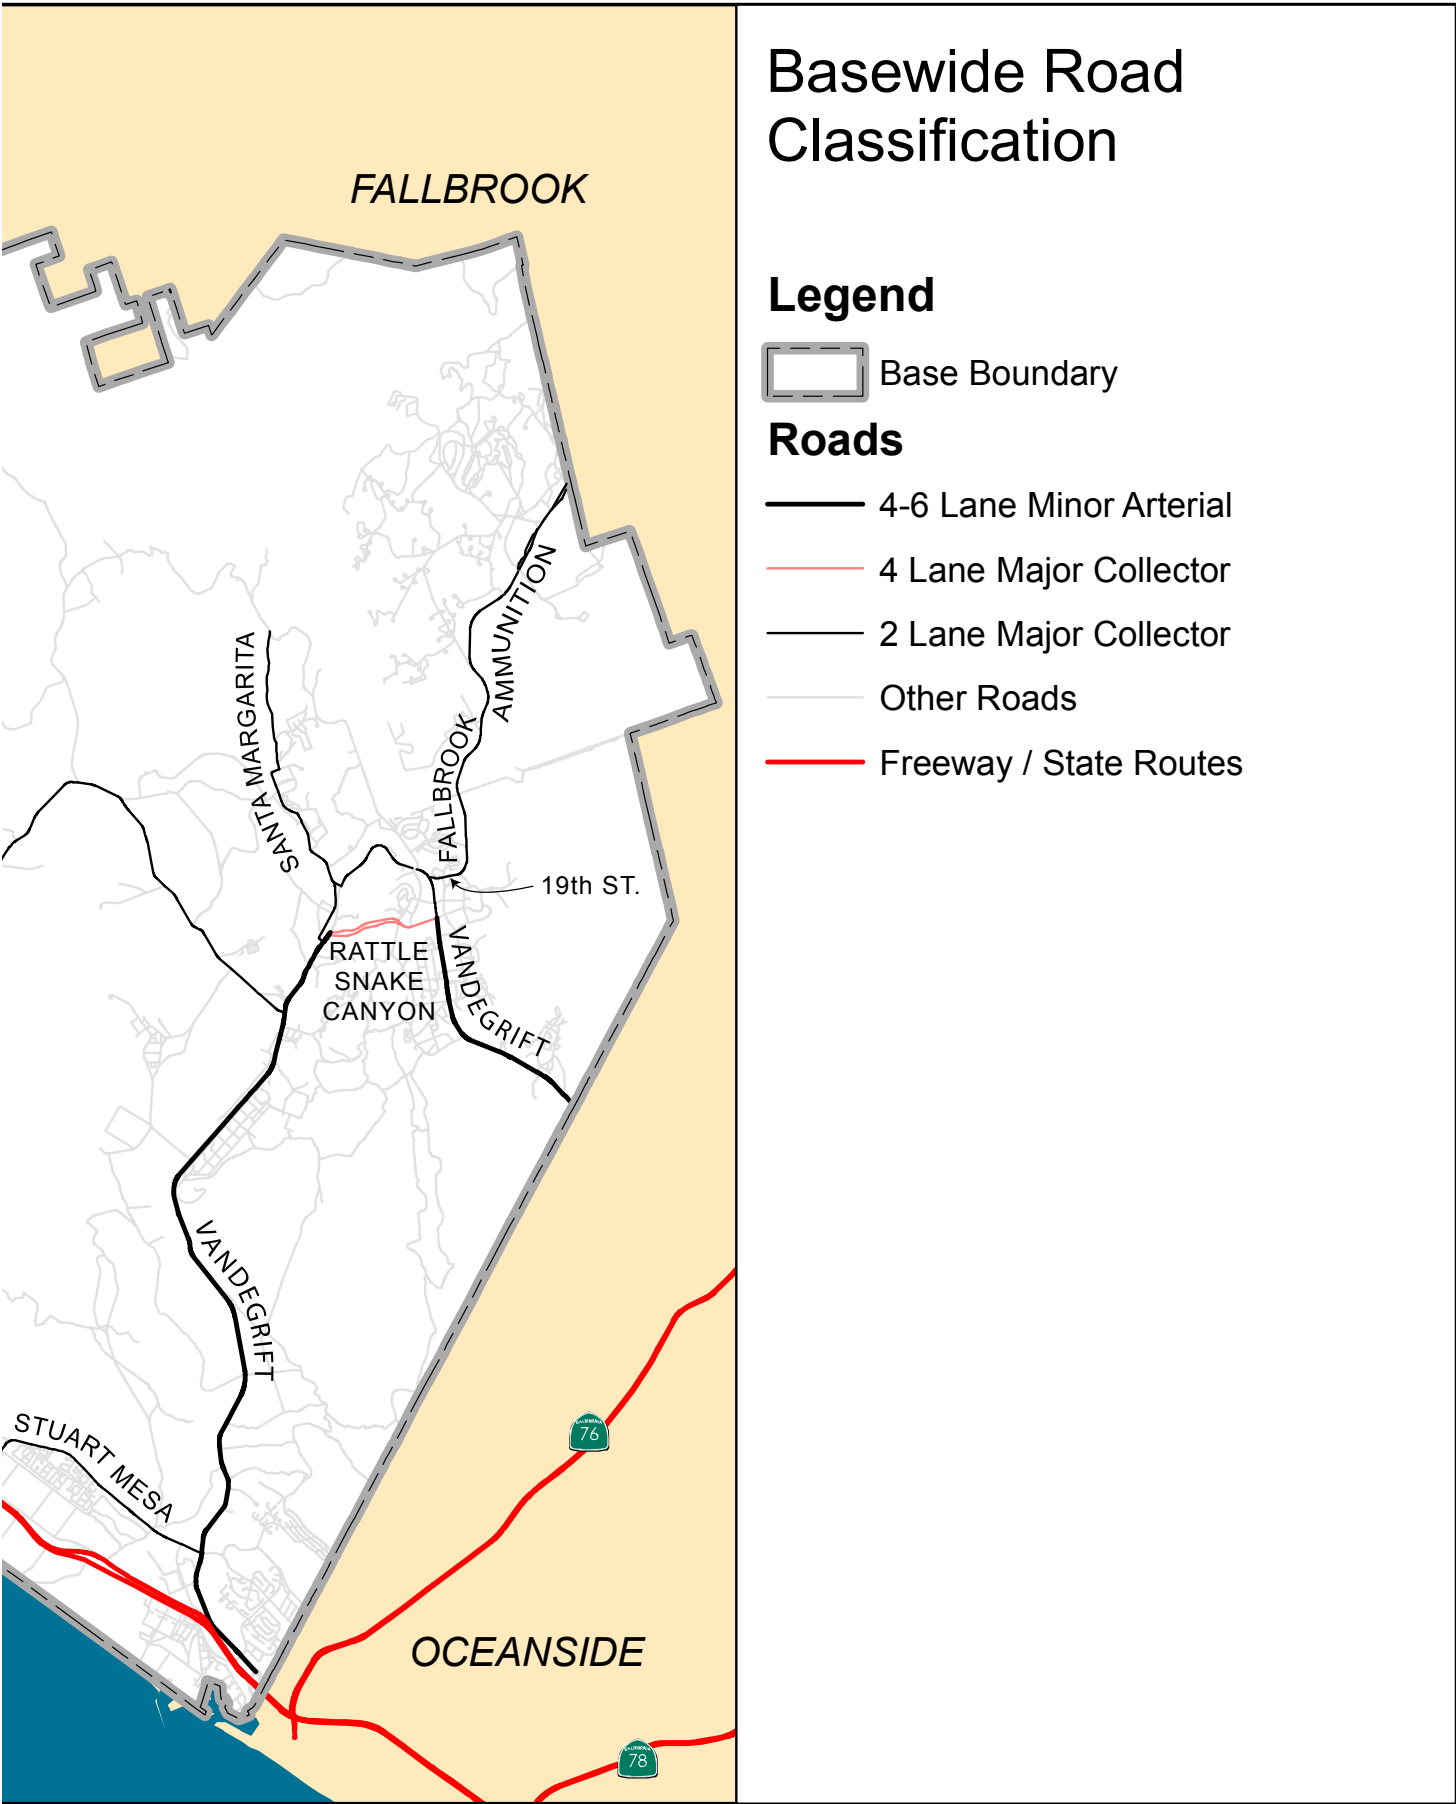 Basewide Road
Classification
FALLBROOK
Legend
Base Boundary
Roads
4-6 Lane Minor Arterial
4 Lane Major Collector
2 Lane Major Collector
Other Roads
Freeway / State Routes
AMMUNITION
SANTA MARGARITA
FALLBROOK
19th ST.
RATTLE
SNAKE
CANYON
VANDEGRIFT
VANDEGRIFT
STUART MESA
CALIFORNIA
76
OCEANSIDE
CALIFORNIA
78